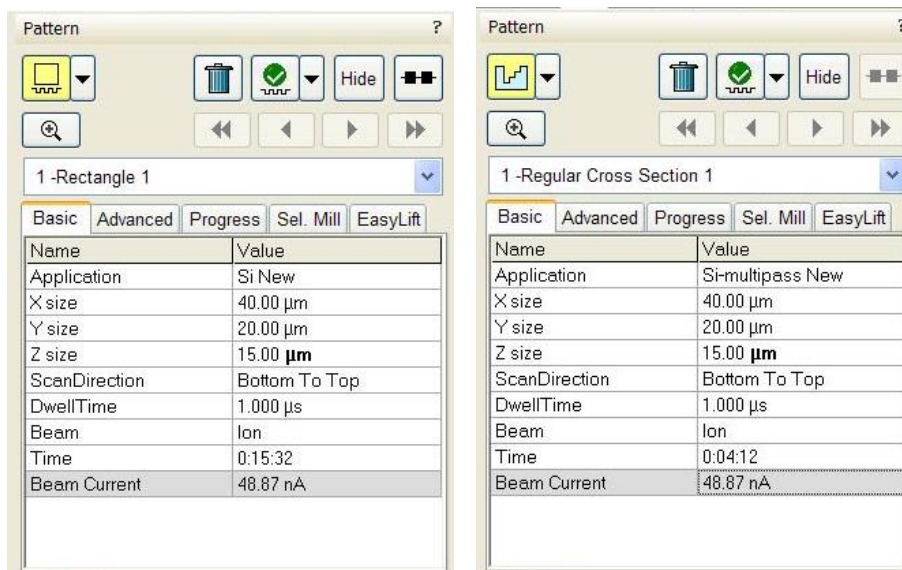 Pattern ?
Hide
1 -Rectangle 1
Basic Advanced Progress Sel. Mill EasyLift
Name Value
Application Si New
X size 40.00 µm
Y size 20.00 µm
Z size 15.00 µm
ScanDirection Bottom To Top
DwellTime 1.000 µs
Beam Ion
Time 0:15:32
Beam Current 48.87 nA
Pattern ?
Hide
1 -Regular Cross Section 1
Basic Advanced Progress Sel. Mill EasyLift
Name Value
Application Si-multipass New
X size 40.00 µm
Y size 20.00 µm
Z size 15.00 µm
ScanDirection Bottom To Top
DwellTime 1.000 µs
Beam Ion
Time 0:04:12
Beam Current 48.87 nA